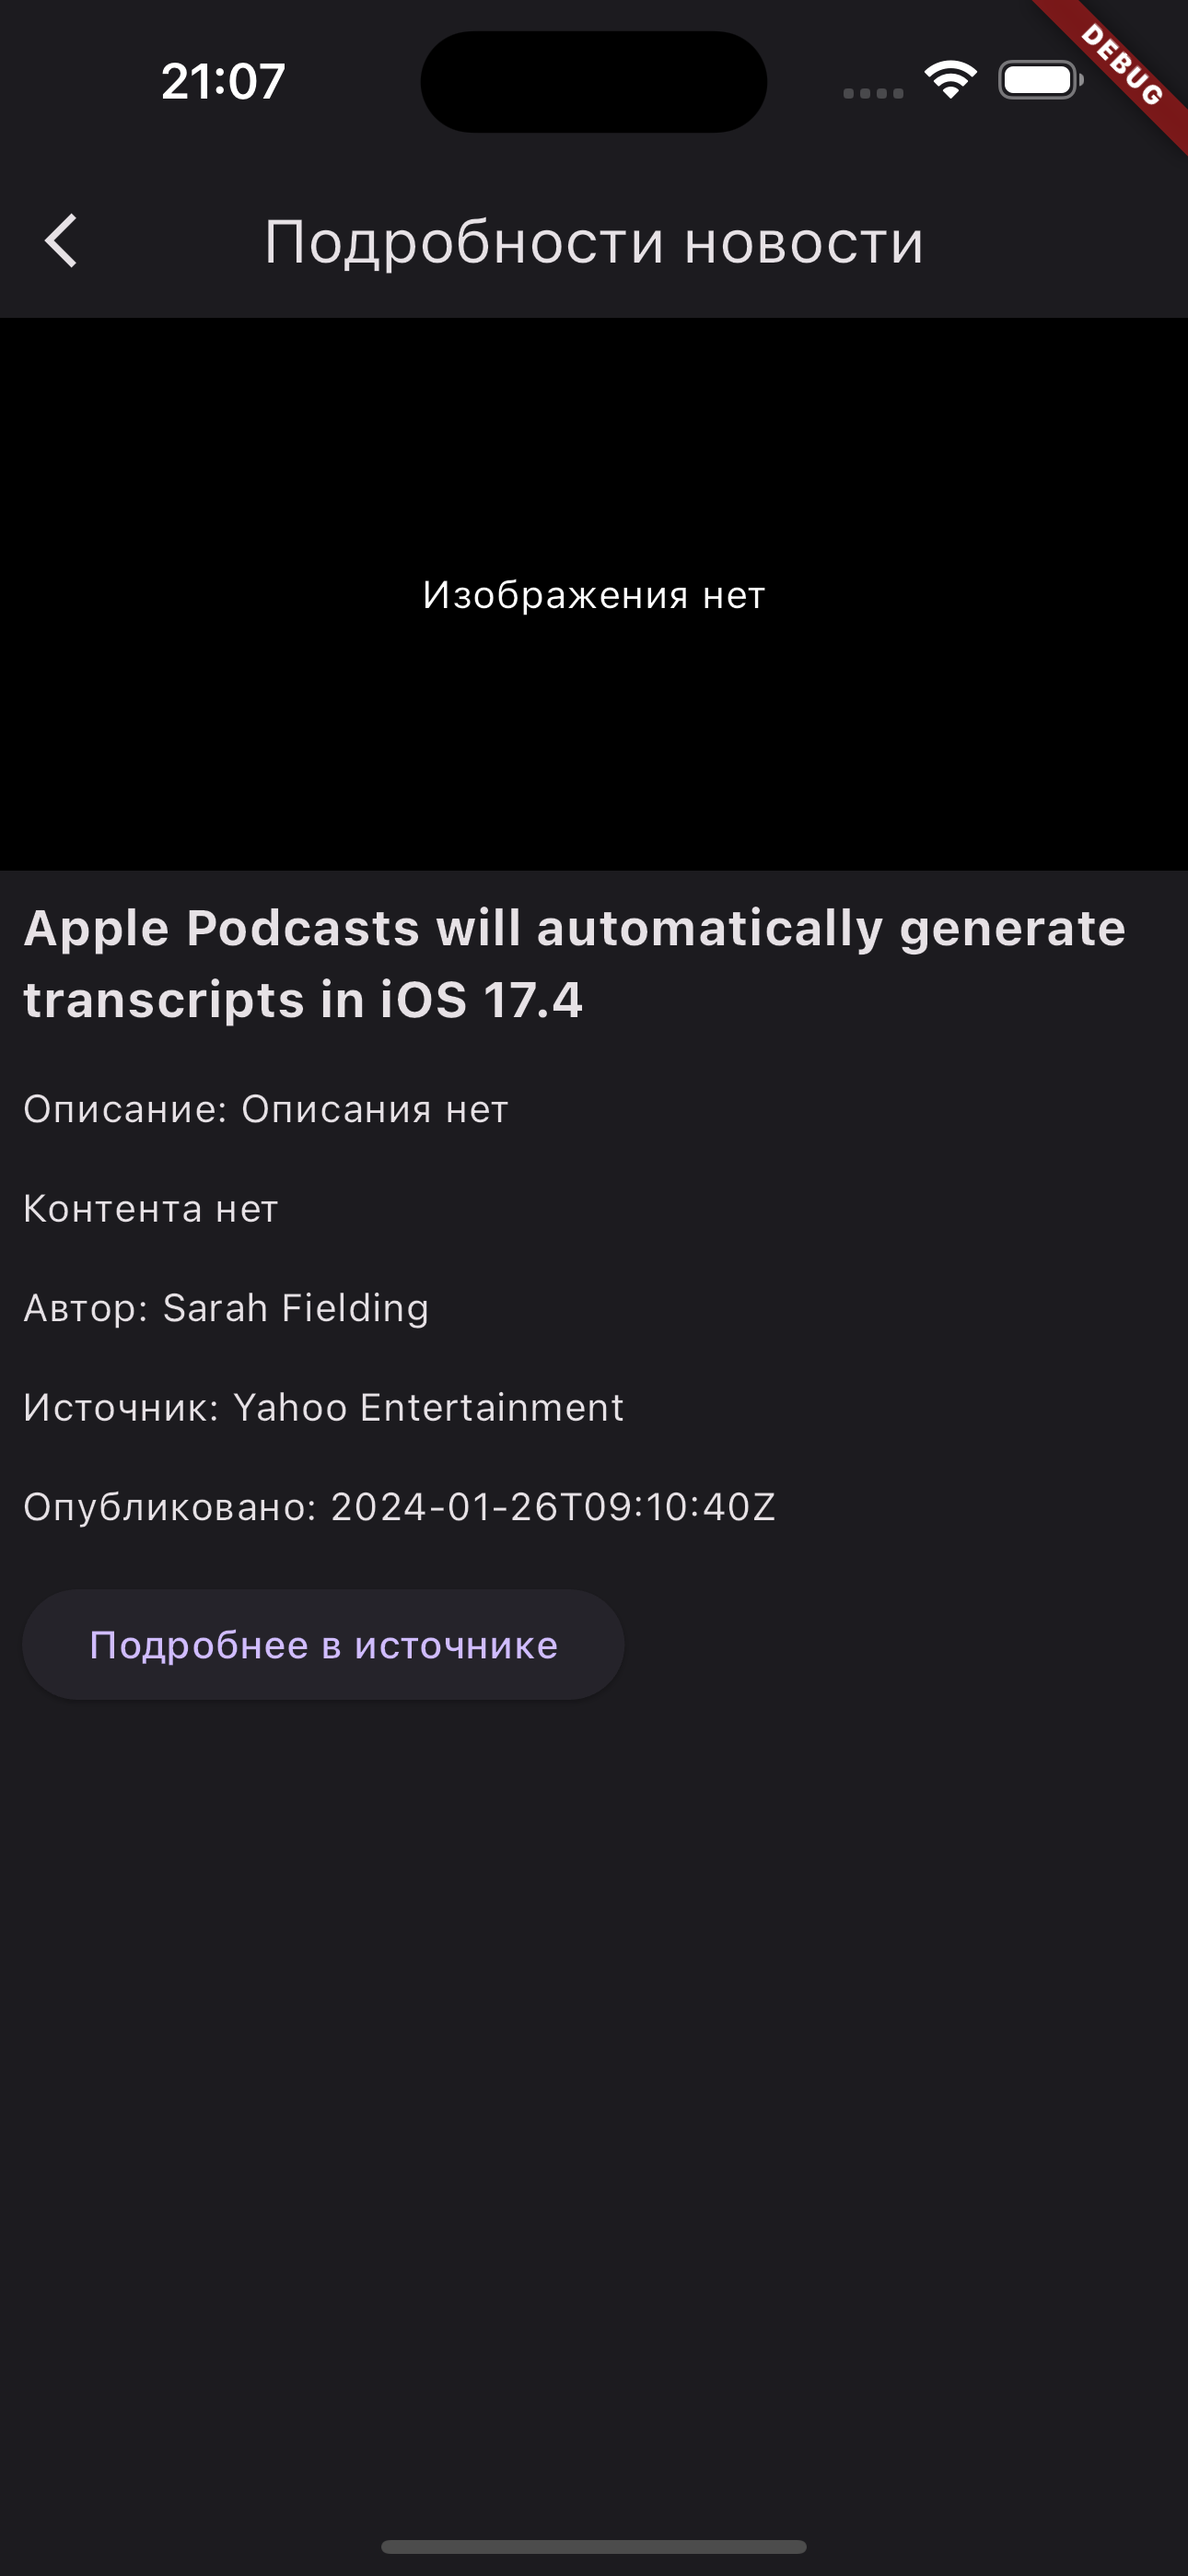 21:07
DEBUG
Подробности новости
Изображения нет
Apple Podcasts will automatically generate
transcripts in iOS 17.4
Описание: Описания нет
Контента нет
Автор: Sarah Fielding
Источник: Yahoo Entertainment
Опубликовано: 2024-01-26T09:10:40Z
Подробнее в источнике